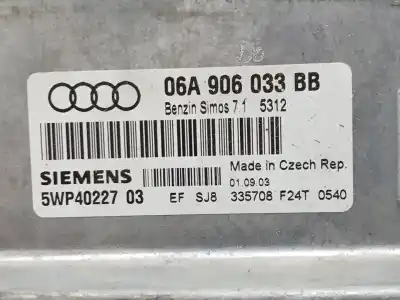 06A 906 033 BB
Benzin Simos 7.1 5312
Made in Czech Rep.
SIEMENS
01.09.03
5WP40227 03 EF SJ8 335708 F24T 0540